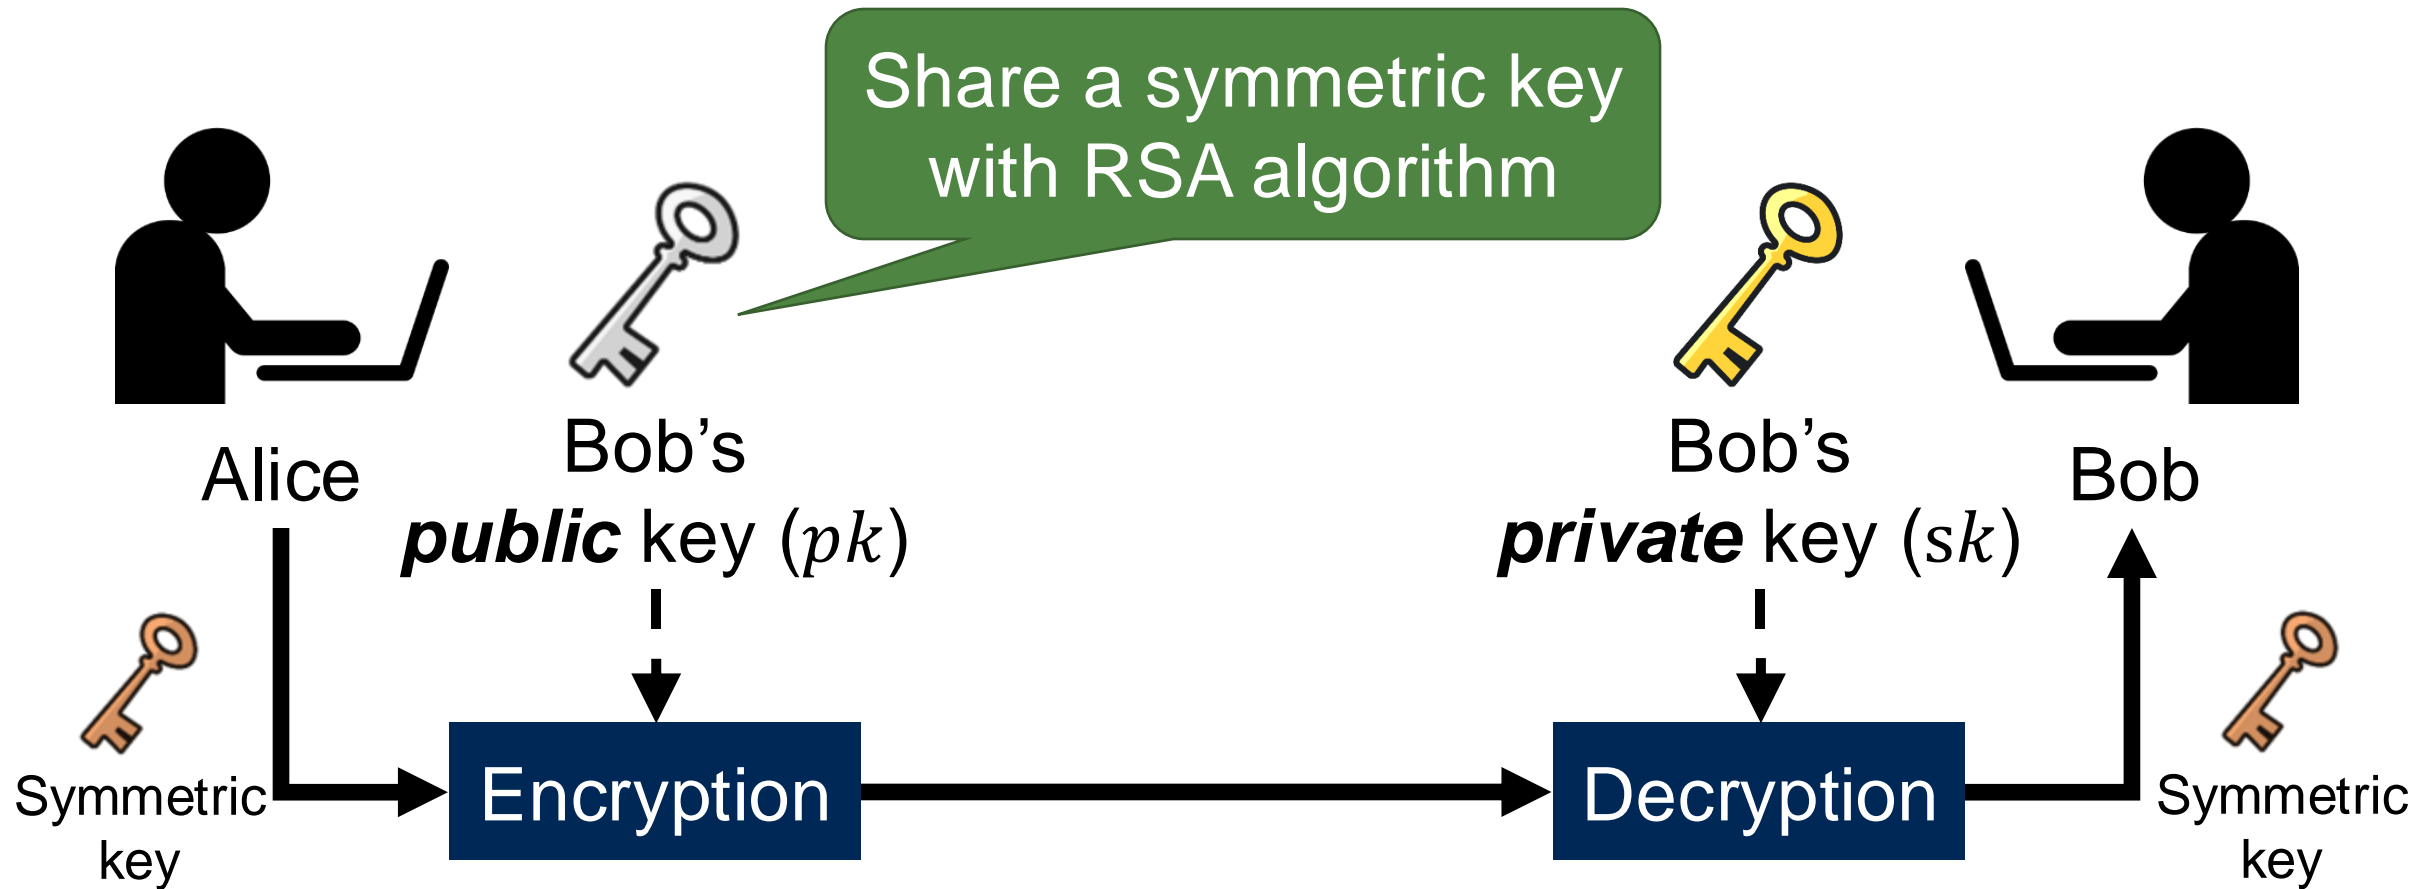 Share a symmetric key
with RSA algorithm
Alice
Bob’s
public key (pk)
Bob’s
private key (sk)
Bob
Symmetric
key
Encryption
Decryption
Symmetric
key